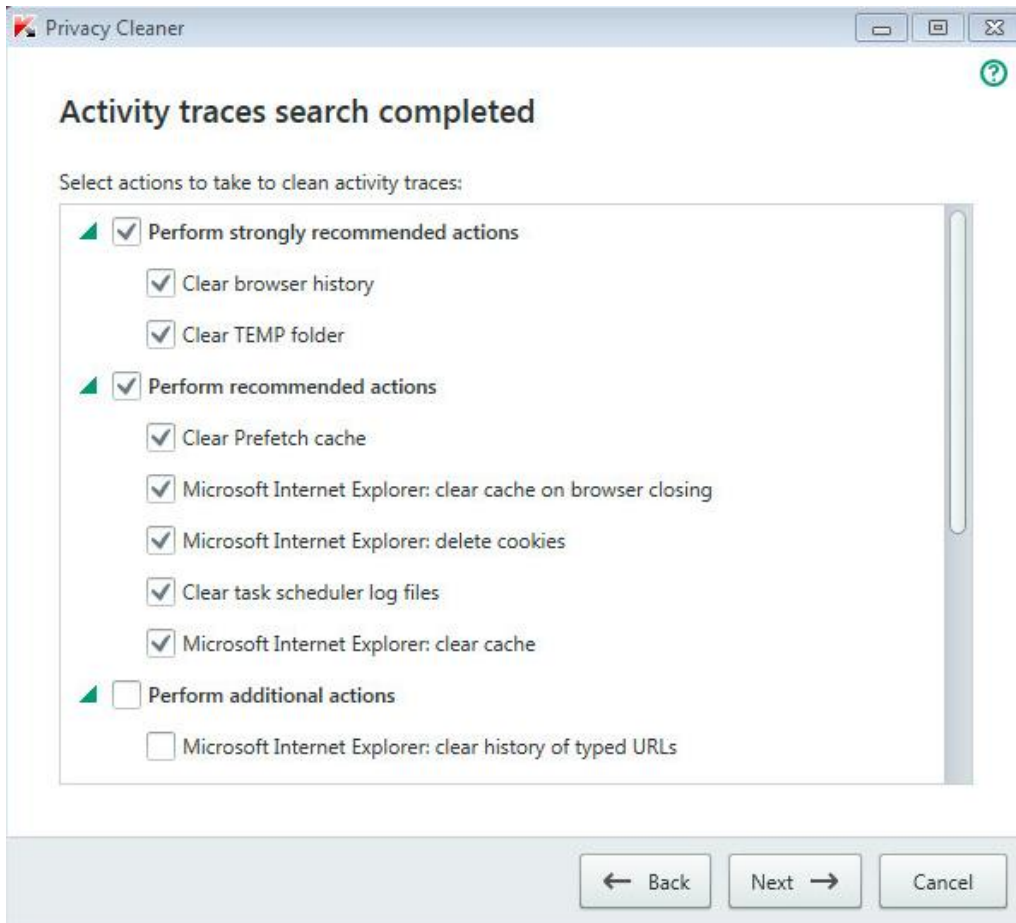 Privacy Cleaner
Activity traces search completed
Select actions to take to clean activity traces:
Perform strongly recommended actions
Clear browser history
Clear TEMP folder
Perform recommended actions
Clear Prefetch cache
Microsoft Internet Explorer: clear cache on browser closing
Microsoft Internet Explorer: delete cookies
Clear task scheduler log files
Microsoft Internet Explorer: clear cache
Perform additional actions
Microsoft Internet Explorer: clear history of typed URLs
Back Next Cancel